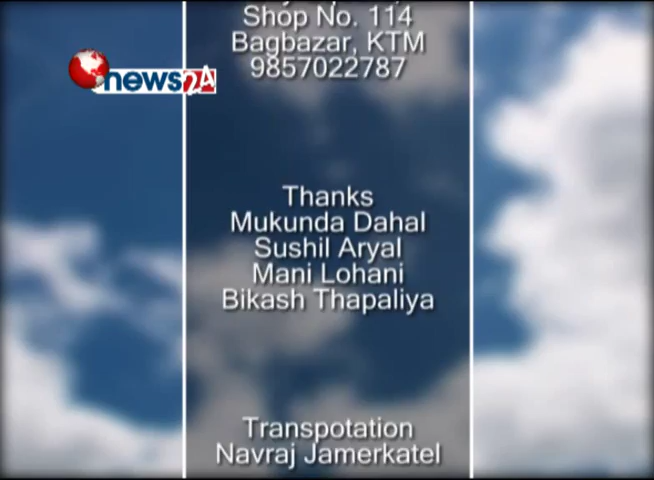 Shop No. 114
Bagbazar, KTM
9857022787
news24
Thanks
Mukunda Dahal
Sushil Aryal
Mani Lohani
Bikash Thapaliya
Transpotation
Navraj Jamerkatel